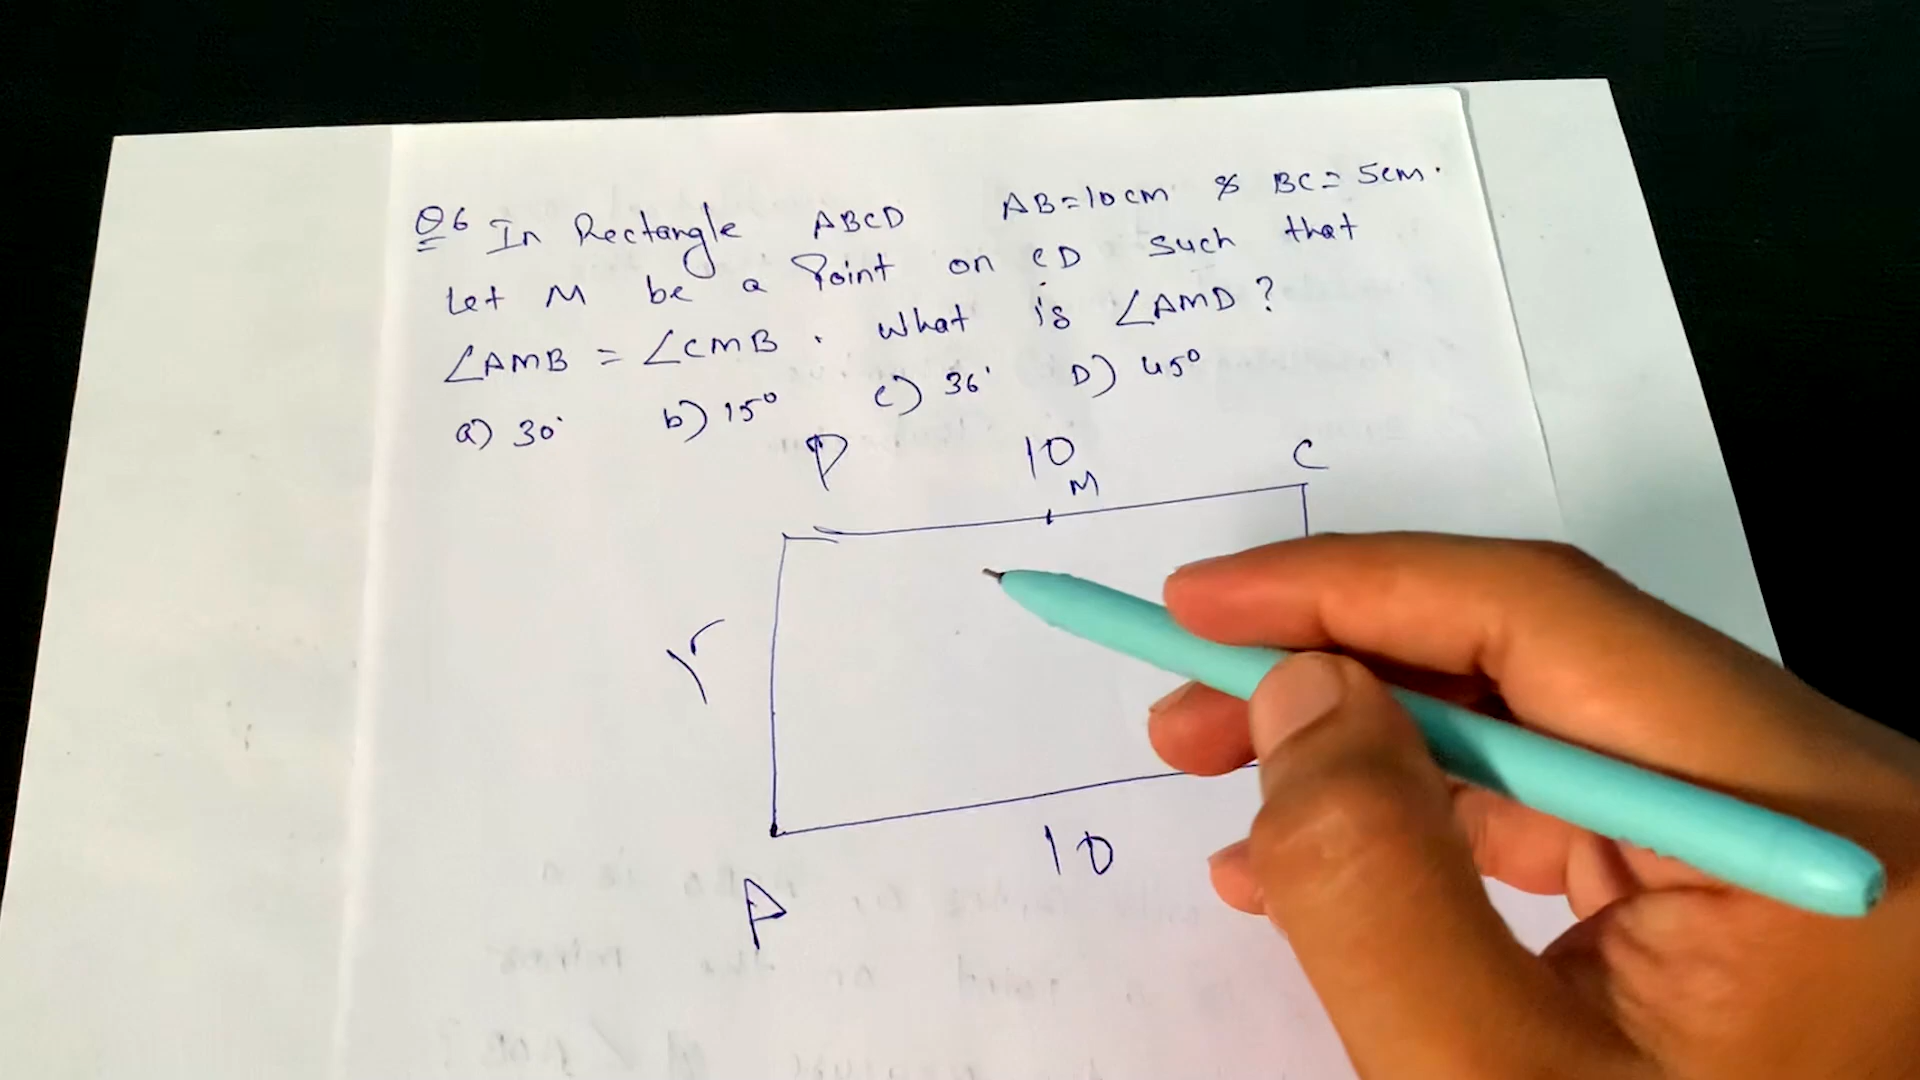 Q6 In Rectangle ABCD AB=10cm & BC=5cm.
Let M be a Point on CD such that
∠AMB = ∠CMB. What is ∠AMD?
a) 30° b) 15° c) 36° D) 45°
D 10 C
M
5
10
A